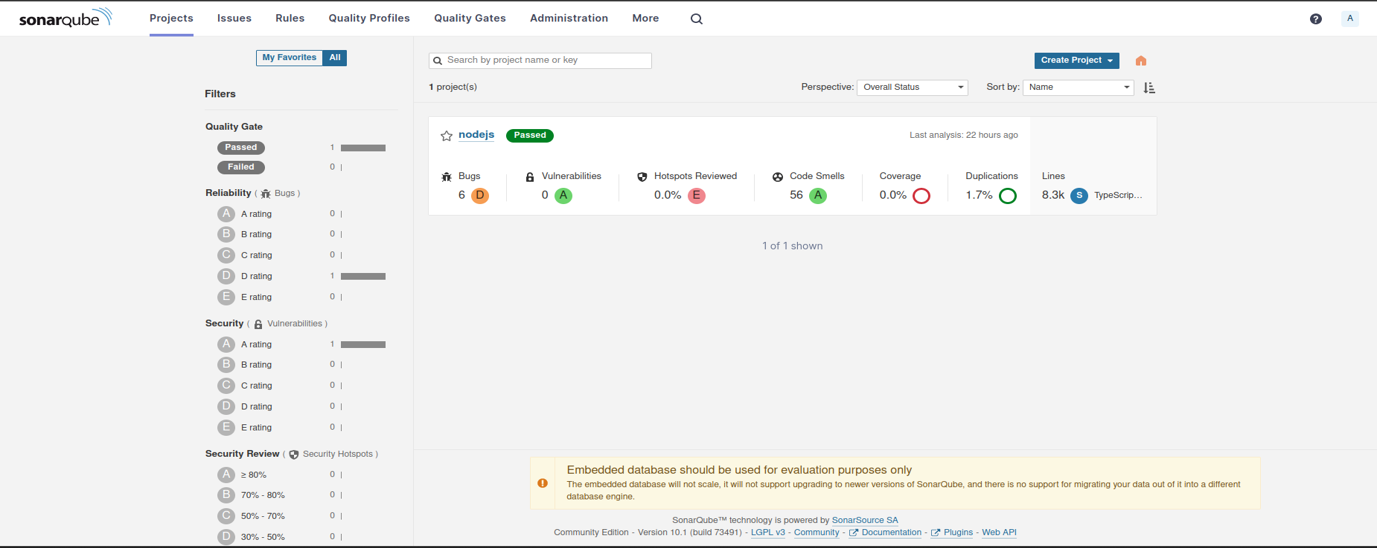 sonarqube Projects Issues Rules Quality Profiles Quality Gates Administration More ? A
My Favorites All
Filters
Quality Gate
Passed 1
Failed 0
Reliability ( Bugs )
A A rating 0
B B rating 0
C C rating 0
D D rating 1
E E rating 0
Security ( Vulnerabilities )
A A rating 1
B B rating 0
C C rating 0
D D rating 0
E E rating 0
Security Review ( Security Hotspots )
A ≥ 80% 0
B 70% - 80% 0
C 50% - 70% 0
D 30% - 50% 0
Search by project name or key
Create Project
1 project(s)
Perspective: Overall Status
Sort by: Name
nodejs Passed
Last analysis: 22 hours ago
Bugs Vulnerabilities Hotspots Reviewed Code Smells Coverage Duplications Lines
6 D 0 A 0.0% E 56 A 0.0% 1.7% 8.3k S TypeScrip...
1 of 1 shown
Embedded database should be used for evaluation purposes only
The embedded database will not scale, it will not support upgrading to newer versions of SonarQube, and there is no support for migrating your data out of it into a different
database engine.
SonarQube™ technology is powered by SonarSource SA
Community Edition - Version 10.1 (build 73491) - LGPL v3 - Community - Documentation - Plugins - Web API